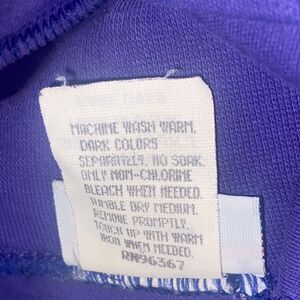 MACHINE WASH WARM.
DARK COLORS
SEPARATELY. NO SOAK.
ONLY NON-CHLORINE
BLEACH WHEN NEEDED.
TUMBLE DRY MEDIUM.
REMOVE PROMPTLY.
TOUCH UP WITH WARM
IRON WHEN NEEDED.
RN96367